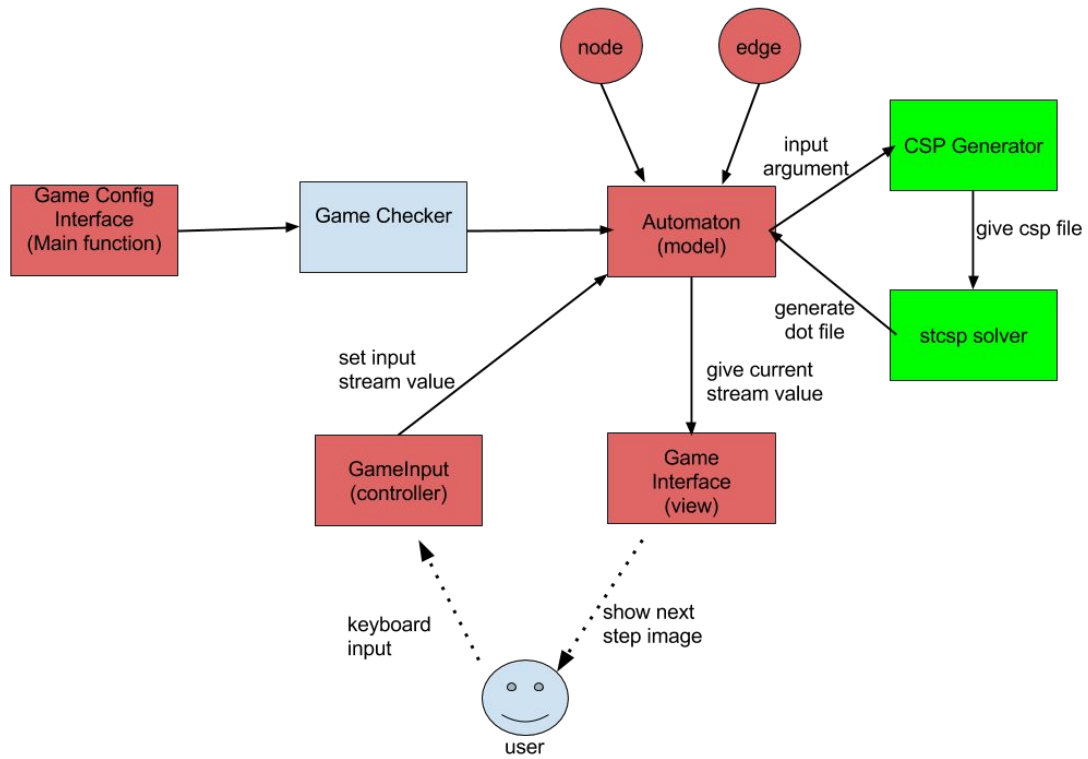 node
edge
CSP Generator
input
argument
Game Config
Interface
(Main function)
Game Checker
Automaton
(model)
give csp file
generate
dot file
stcsp solver
set input
stream value
give current
stream value
GameInput
(controller)
Game
Interface
(view)
keyboard
input
show next
step image
user